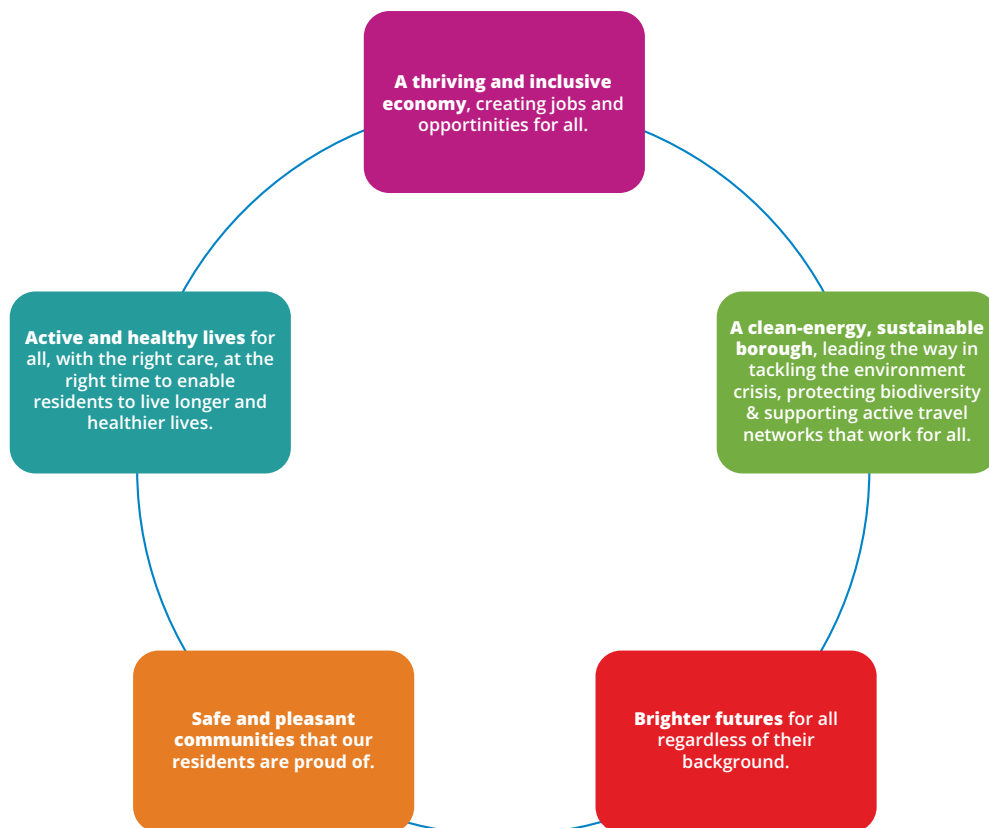 A thriving and inclusive
economy, creating jobs and
opportinities for all.
Active and healthy lives for
all, with the right care, at the
right time to enable
residents to live longer and
healthier lives.
A clean-energy, sustainable
borough, leading the way in
tackling the environment
crisis, protecting biodiversity
& supporting active travel
networks that work for all.
Safe and pleasant
communities that our
residents are proud of.
Brighter futures for all
regardless of their
background.